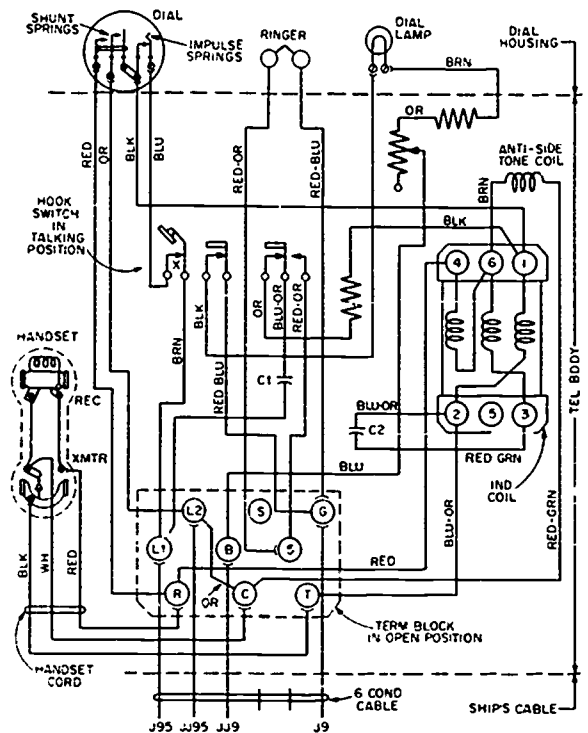 SHUNT
SPRINGS
DIAL
IMPULSE
SPRINGS
RINGER
DIAL
LAMP
DIAL
HOUSING
BRN
RED
OR
BLK
BLU
RED-OR
RED-BLU
OR
ANTI-SIDE
TONE COIL
BRN
BLK
HOOK
SWITCH
IN
TALKING
POSITION
X
4
6
1
BLK
OR
BLU-OR
RED-OR
HANDSET
BRN
RED BLU
C1
TEL BDDY
REC
BLU-OR
2
5
3
C2
RED GRN
XMTR
BLU
IND
COIL
BLU-OR
RED-GRN
L2
S
G
L1
B
5
BLK
WH
RED
RED
R
OR
C
T
TERM BLOCK
IN OPEN POSITION
HANDSET
CORD
6 COND
CABLE
SHIP'S CABLE
J95
JJ95
JJ9
J9